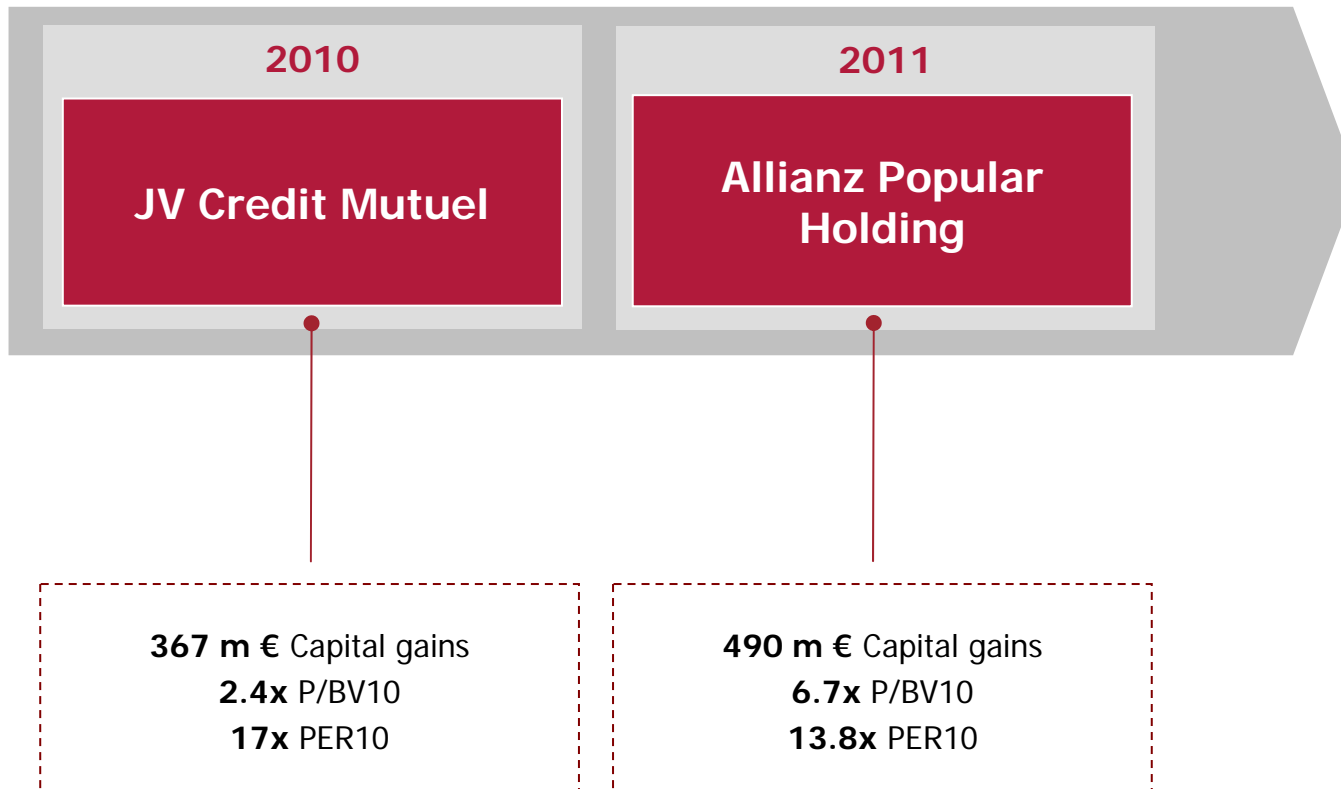 2010
JV Credit Mutuel
367 m € Capital gains
2.4x P/BV10
17x PER10
2011
Allianz Popular
Holding
490 m € Capital gains
6.7x P/BV10
13.8x PER10